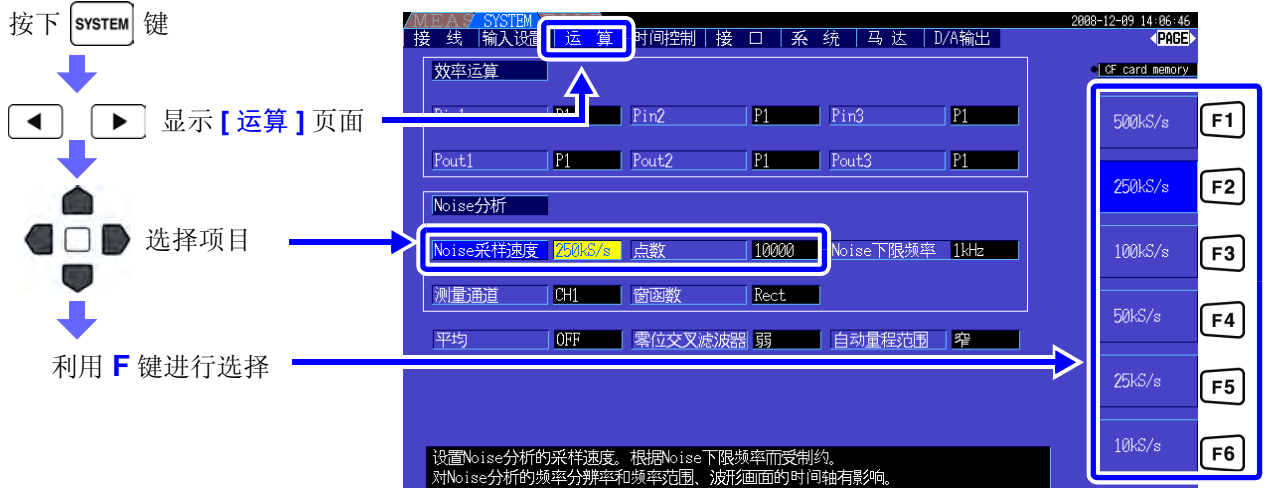 按下 SYSTEM 键
显示 [ 运算 ] 页面
选择项目
利用 F 键进行选择
MEAS SYSTEM
2008-12-09 14:06:46
接 线 输入设置 运 算 时间控制 接 口 系 统 马 达 D/A输出 PAGE
CF card memory
效率运算
P1 Pin2 P1 Pin3 P1
Pout1 P1 Pout2 P1 Pout3 P1
Noise分析
Noise采样速度 250kS/s 点数 10000 Noise下限频率 1kHz
测量通道 CH1 窗函数 Rect
平均 OFF 零位交叉滤波器 弱 自动量程范围 窄
设置Noise分析的采样速度。根据Noise下限频率而受制约。
对Noise分析的频率分辨率和频率范围、波形画面的时间轴有影响。
500kS/s F1
250kS/s F2
100kS/s F3
50kS/s F4
25kS/s F5
10kS/s F6